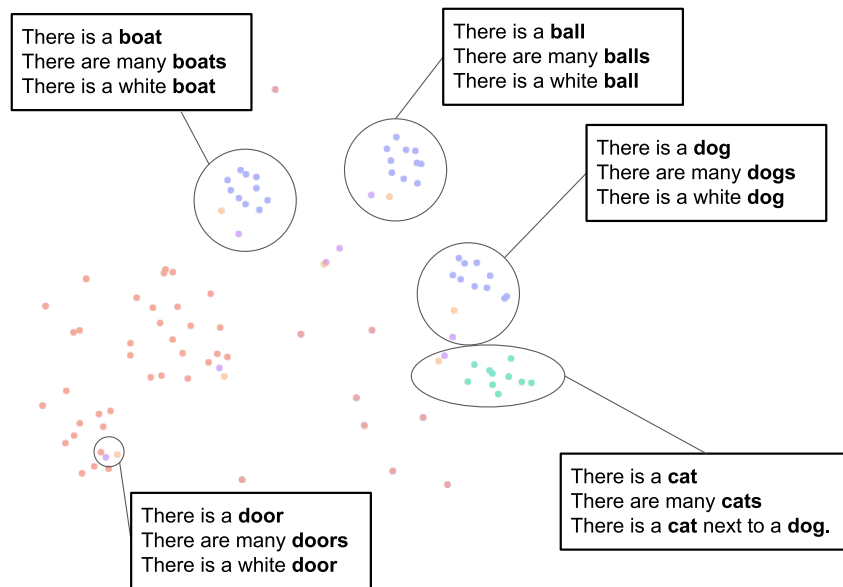 There is a boat
There are many boats
There is a white boat
There is a ball
There are many balls
There is a white ball
There is a dog
There are many dogs
There is a white dog
There is a cat
There are many cats
There is a cat next to a dog.
There is a door
There are many doors
There is a white door